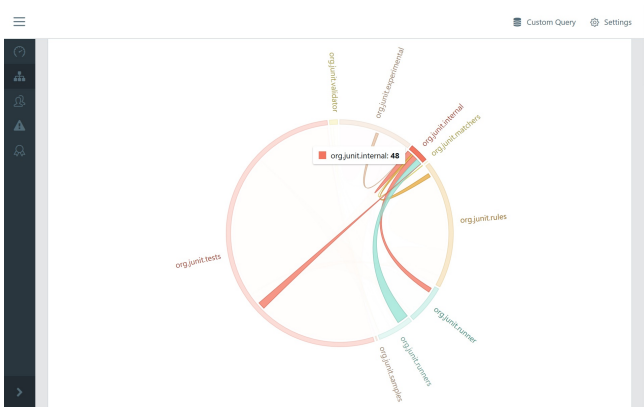 Custom Query
Settings
org.junit.validator
org.junit.experimental
org.junit.internal
org.junit.matchers
org.junit.internal: 48
org.junit.rules
org.junit.tests
org.junit.runner
org.junit.runners
org.junit.samples